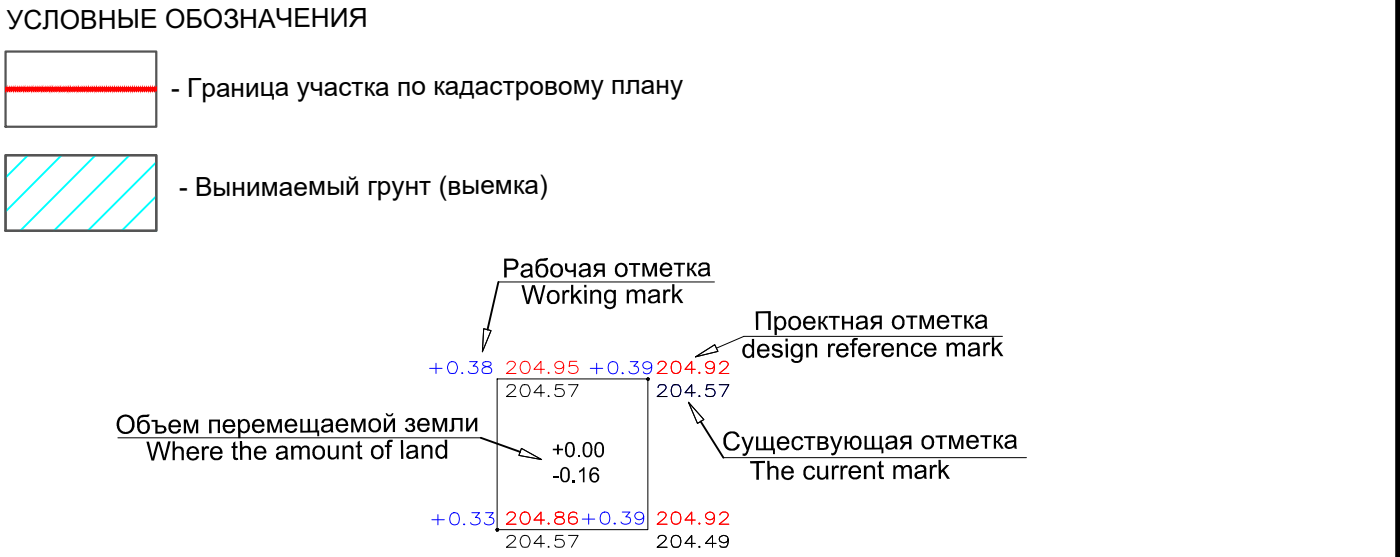 УСЛОВНЫЕ ОБОЗНАЧЕНИЯ
- Граница участка по кадастровому плану
- Вынимаемый грунт (выемка)
Рабочая отметка
Working mark
Проектная отметка
design reference mark
+0.38 204.95 +0.39 204.92
204.57 204.57
Объем перемещаемой земли
Where the amount of land
+0.00
-0.16
Существующая отметка
The current mark
+0.33 204.86 +0.39 204.92
204.57 204.49